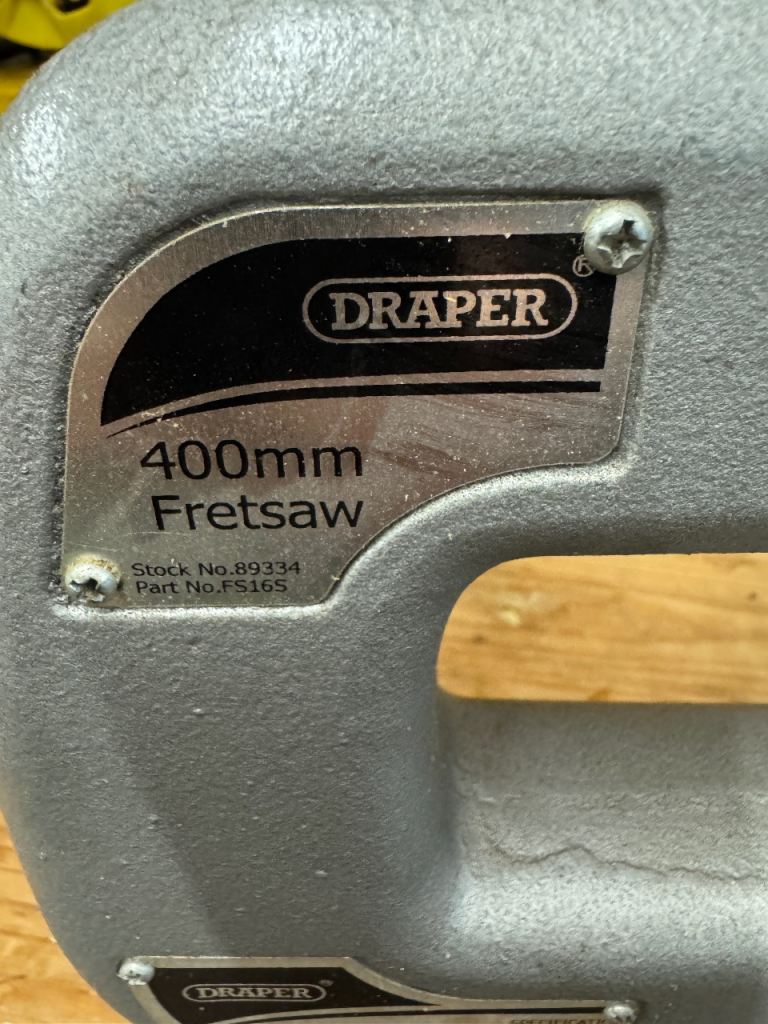 DRAPER
®
400mm
Fretsaw
Stock No.89334
Part No.FS16S
DRAPER
®